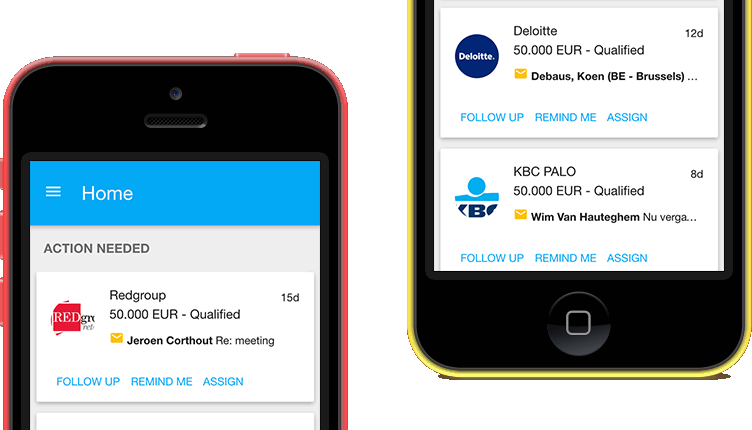 Home
ACTION NEEDED
Redgroup 15d
50.000 EUR - Qualified
Jeroen Corthout Re: meeting
FOLLOW UP REMIND ME ASSIGN
Deloitte 12d
Deloitte.
50.000 EUR - Qualified
Debaus, Koen (BE - Brussels) ...
FOLLOW UP REMIND ME ASSIGN
KBC PALO 8d
50.000 EUR - Qualified
KBC
Wim Van Hauteghem Nu verga...
FOLLOW UP REMIND ME ASSIGN